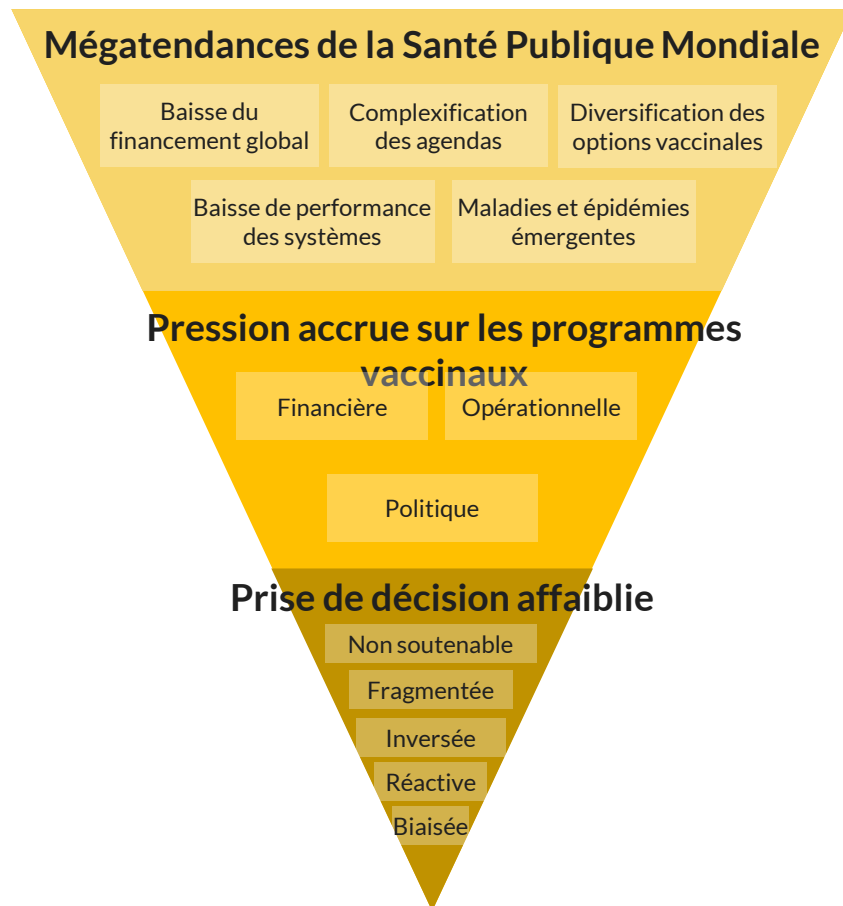 Mégatendances de la Santé Publique Mondiale
Baisse du
financement global
Complexification
des agendas
Diversification des
options vaccinales
Baisse de performance
des systèmes
Maladies et épidémies
émergentes
Pression accrue sur les programmes
vaccinaux
Financière
Opérationnelle
Politique
Prise de décision affaiblie
Non soutenable
Fragmentée
Inversée
Réactive
Biaisée